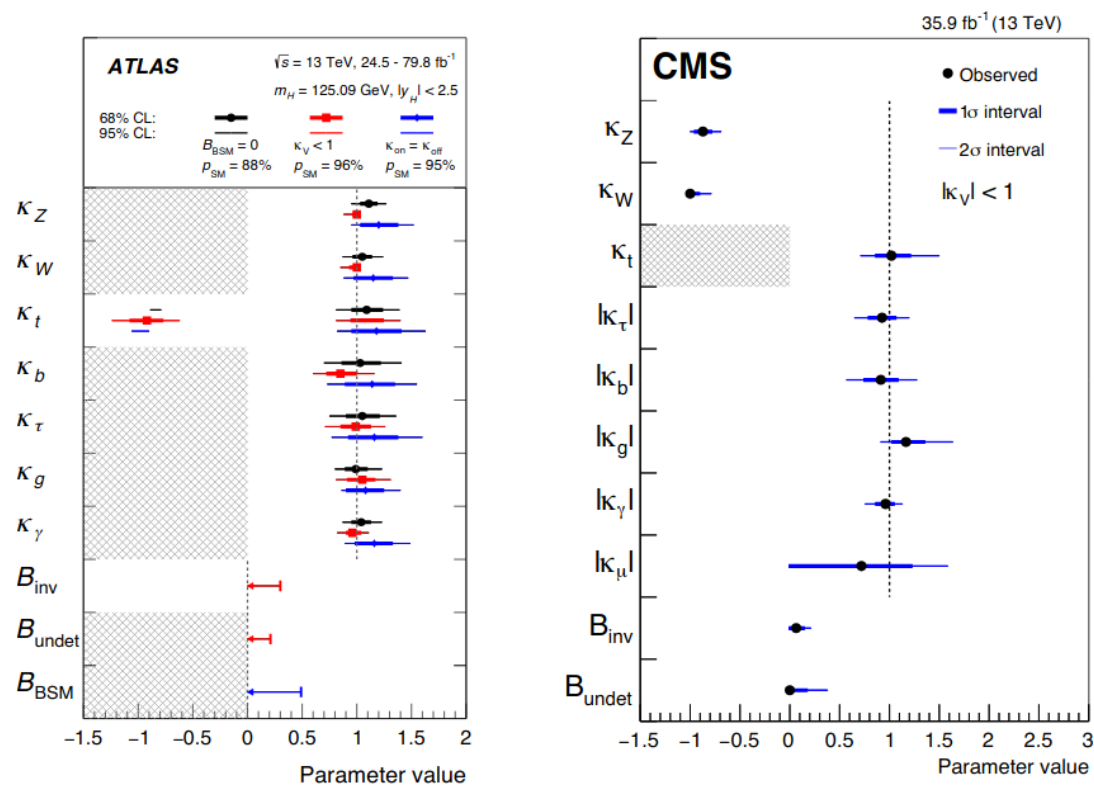 ATLAS
√s = 13 TeV, 24.5 - 79.8 fb⁻¹
m_H = 125.09 GeV, |y_H| < 2.5
68% CL:
95% CL:
B_BSM = 0 κ_V < 1 κ_on = κ_off
p_SM = 88% p_SM = 96% p_SM = 95%
κ_Z
κ_W
κ_t
κ_b
κ_τ
κ_g
κ_γ
B_inv
B_undet
B_BSM
−1.5 −1 −0.5 0 0.5 1 1.5 2
Parameter value
35.9 fb⁻¹ (13 TeV)
CMS
Observed
1σ interval
2σ interval
|κ_V| < 1
κ_Z
κ_W
κ_t
|κ_τ|
|κ_b|
|κ_g|
|κ_γ|
|κ_μ|
B_inv
B_undet
−1.5 −1 −0.5 0 0.5 1 1.5 2 2.5 3
Parameter value